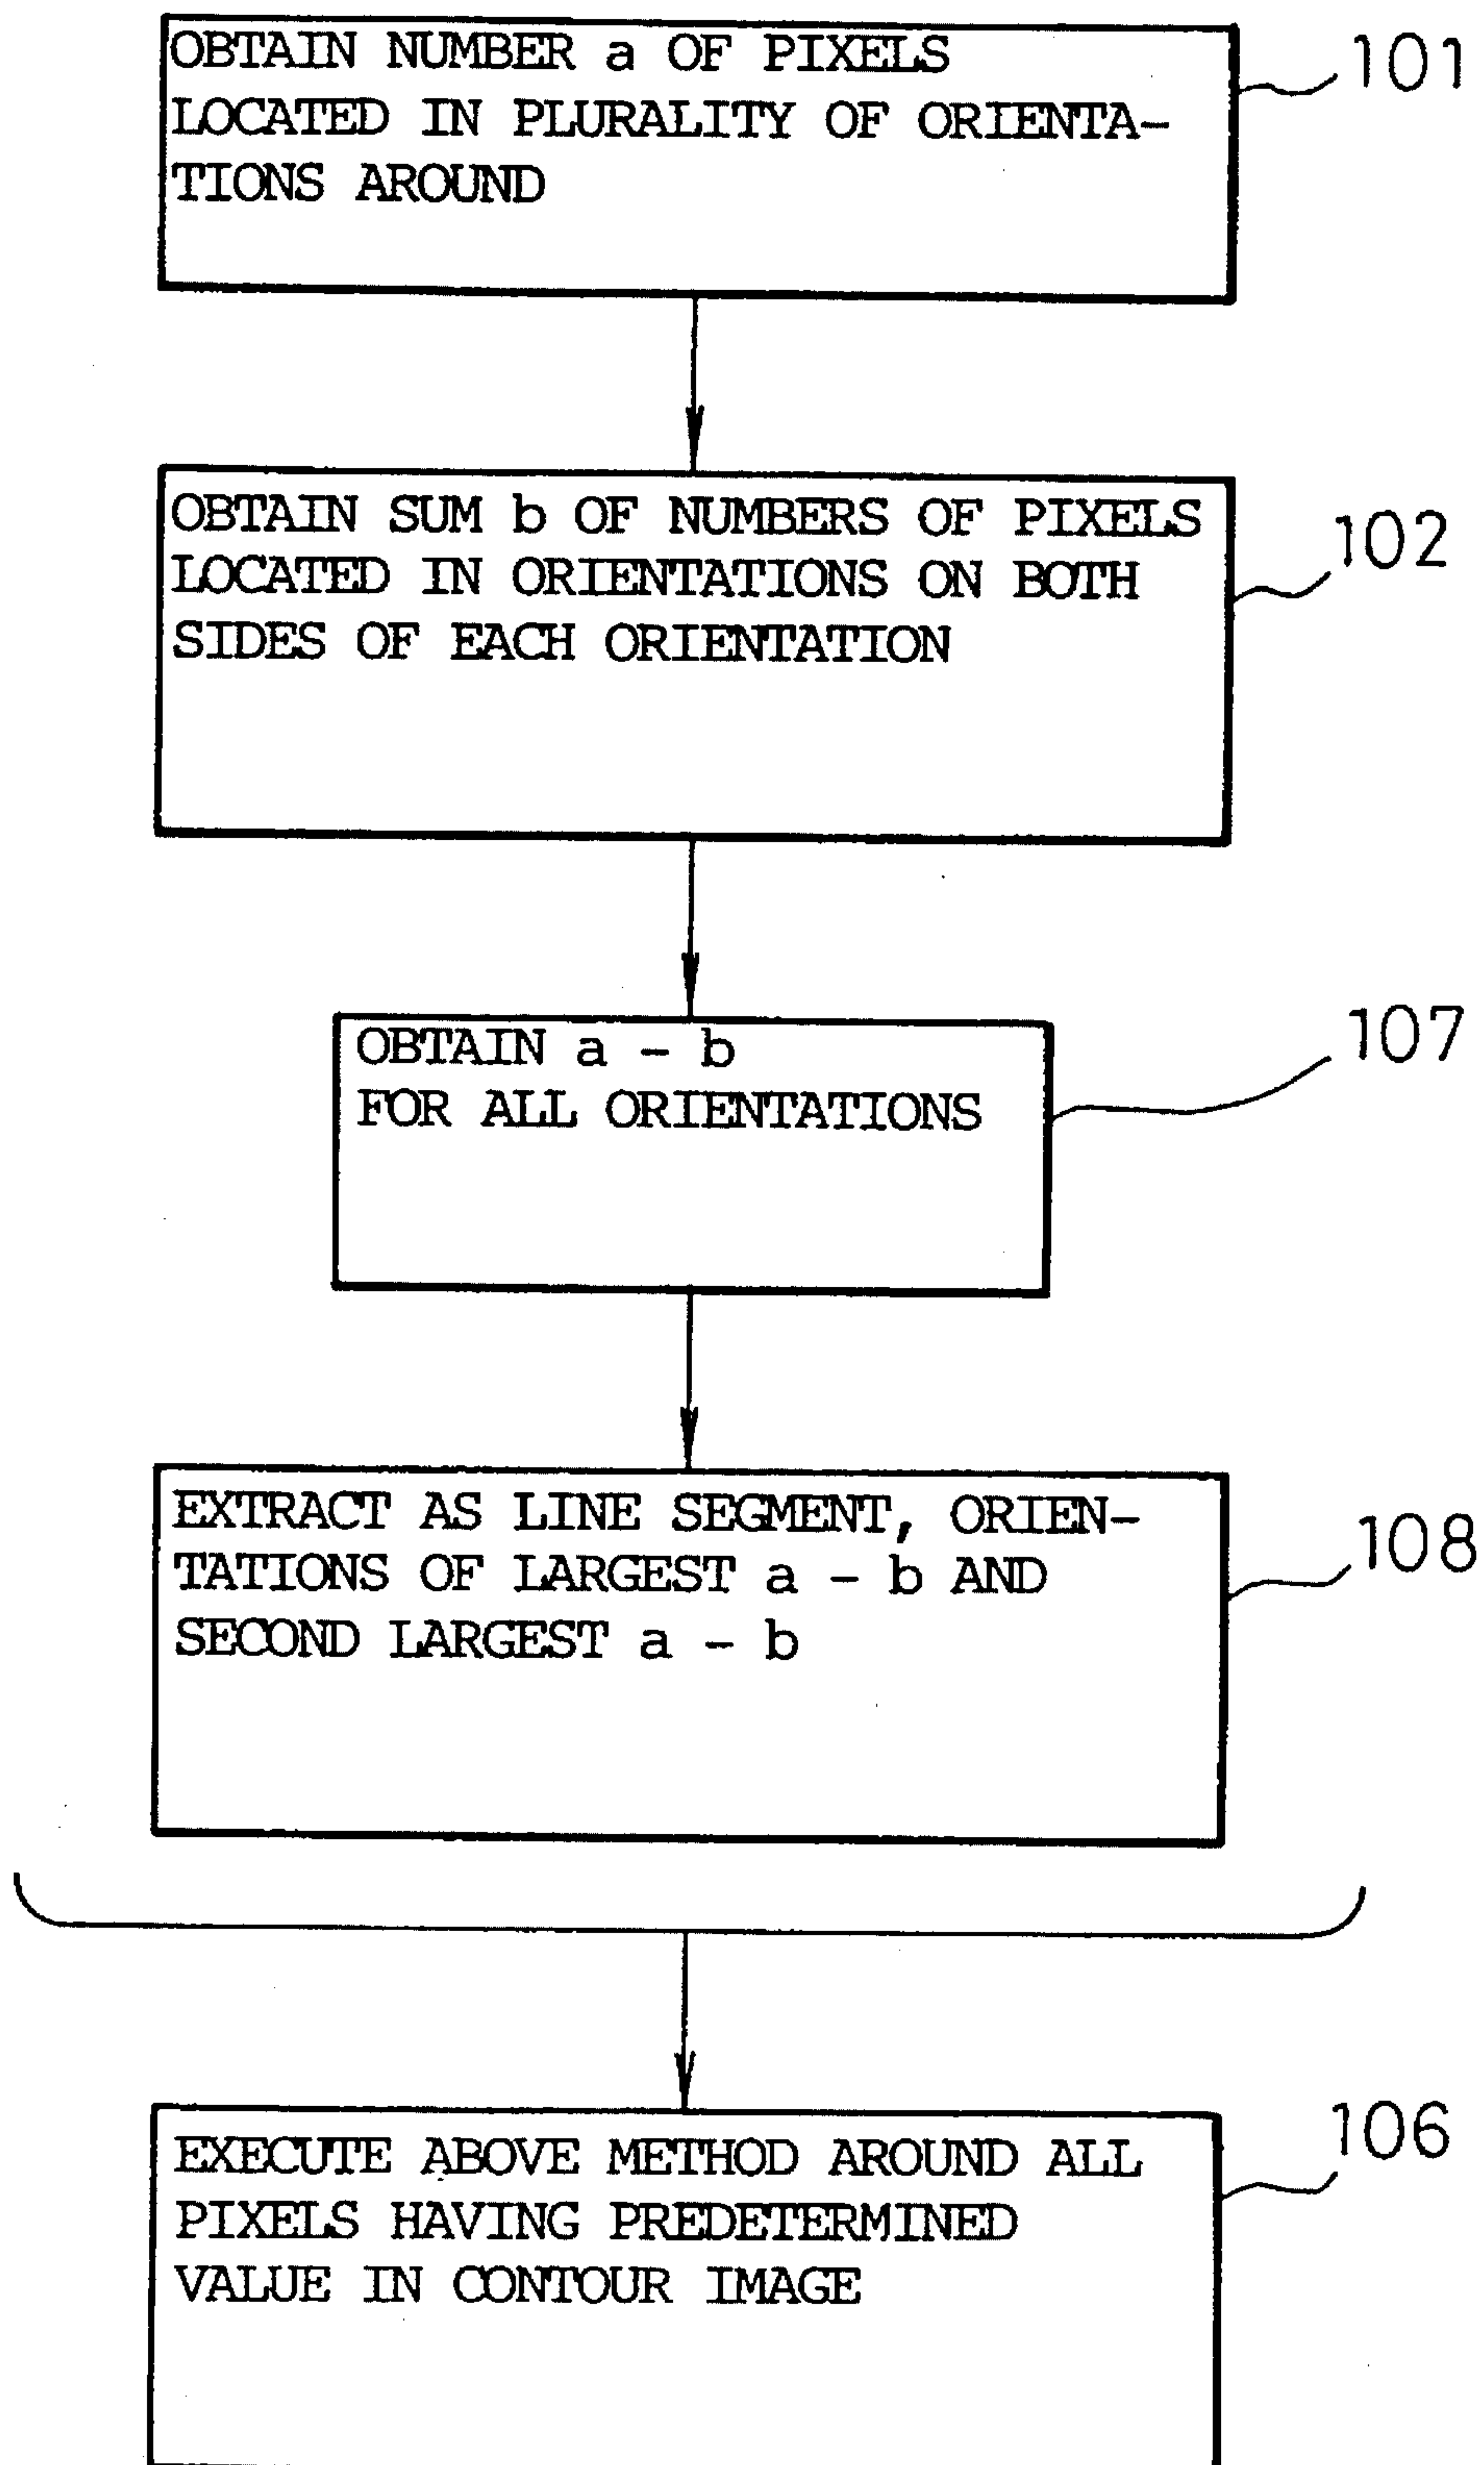 OBTAIN NUMBER a OF PIXELS
LOCATED IN PLURALITY OF ORIENTA-
TIONS AROUND
101
OBTAIN SUM b OF NUMBERS OF PIXELS
LOCATED IN ORIENTATIONS ON BOTH
SIDES OF EACH ORIENTATION
102
OBTAIN a - b
FOR ALL ORIENTATIONS
107
EXTRACT AS LINE SEGMENT, ORIEN-
TATIONS OF LARGEST a - b AND
SECOND LARGEST a - b
108
EXECUTE ABOVE METHOD AROUND ALL
PIXELS HAVING PREDETERMINED
VALUE IN CONTOUR IMAGE
106